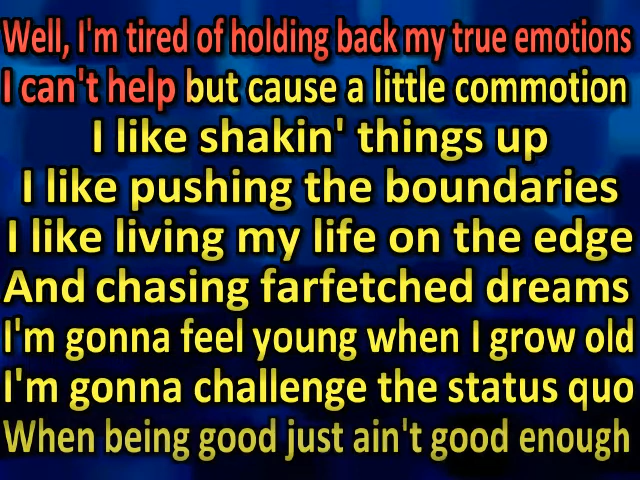 Well, I'm tired of holding back my true emotions
I can't help but cause a little commotion
I like shakin' things up
I like pushing the boundaries
I like living my life on the edge
And chasing farfetched dreams
I'm gonna feel young when I grow old
I'm gonna challenge the status quo
When being good just ain't good enough